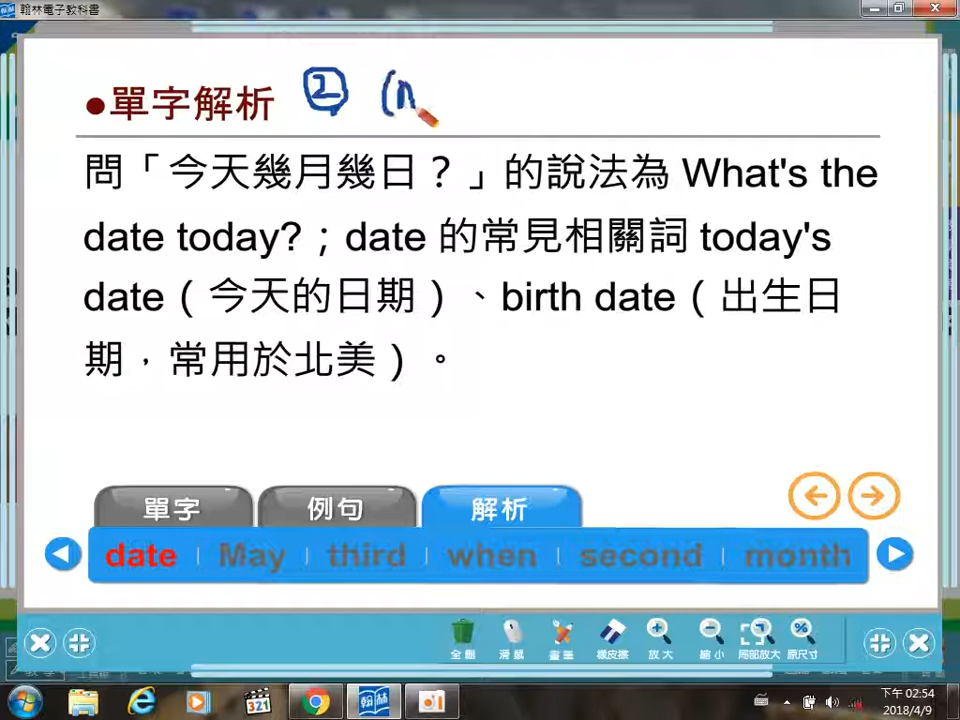 翰林電子教科書
●單字解析 ② (n
問「今天幾月幾日？」的說法為 What's the
date today?；date 的常見相關詞 today's
date（今天的日期）、birth date（出生日
期，常用於北美）。
單字 例句 解析
date May third when second month
全刪 滑鼠 畫筆 橡皮擦 放大 縮小 局部放大 原尺寸
321 翰林
下午 02:54
2018/4/9